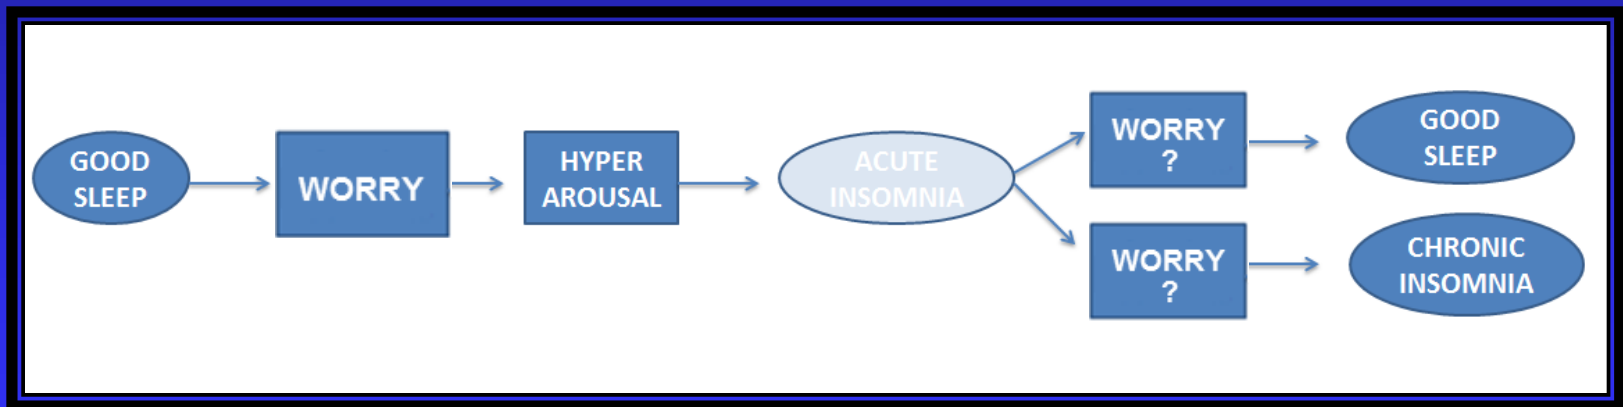 GOOD
SLEEP
WORRY
HYPER
AROUSAL
ACUTE
INSOMNIA
WORRY
?
GOOD
SLEEP
WORRY
?
CHRONIC
INSOMNIA